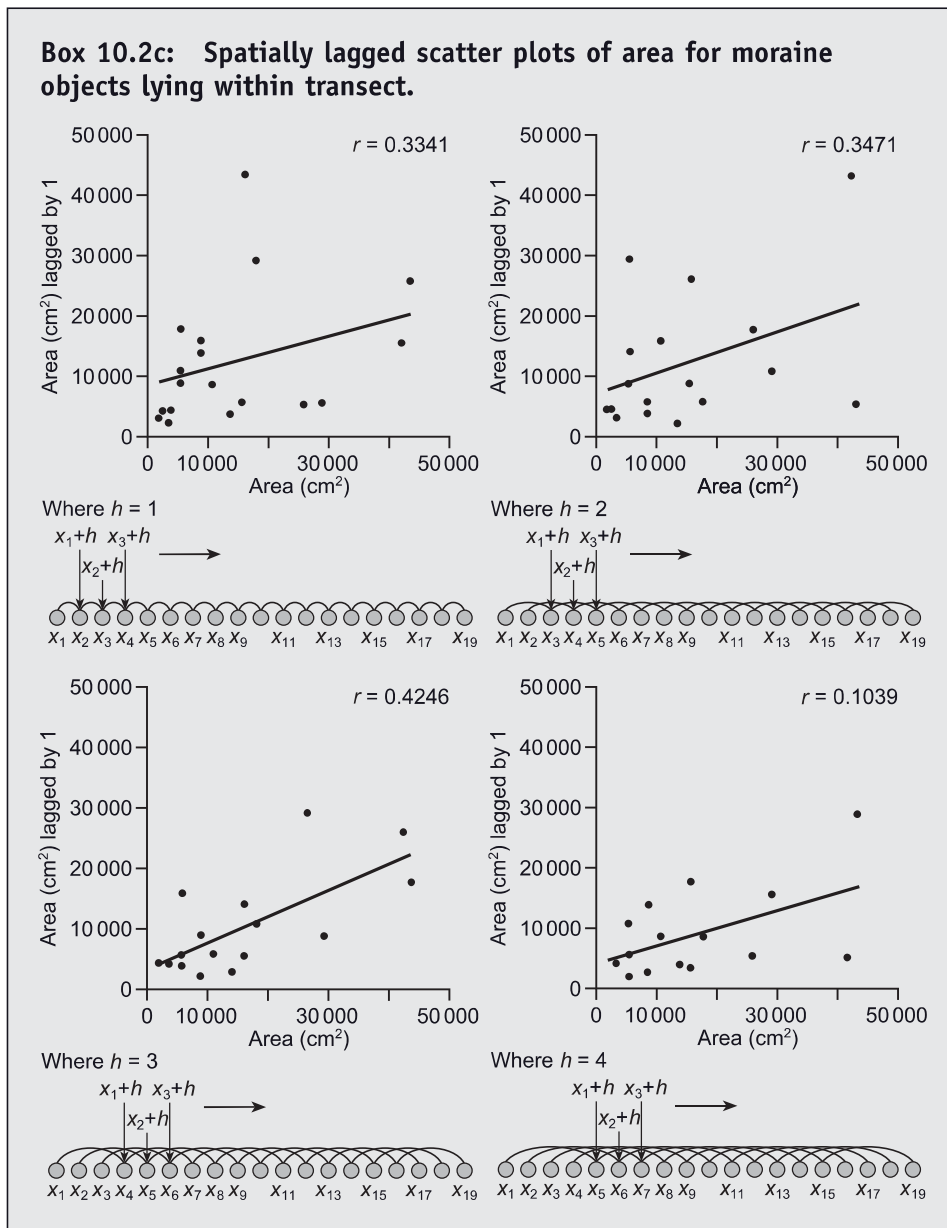 Box 10.2c: Spatially lagged scatter plots of area for moraine
objects lying within transect.
r = 0.3341
50 000
40 000
30 000
20 000
10 000
0
Area (cm²) lagged by 1
0 10 000 30 000 50 000
Area (cm²)
r = 0.3471
50 000
40 000
30 000
20 000
10 000
0
Area (cm²) lagged by 1
0 10 000 30 000 50 000
Area (cm²)
Where h = 1
x₁+h x₃+h
x₂+h
x₁ x₂ x₃ x₄ x₅ x₆ x₇ x₈ x₉ x₁₁ x₁₃ x₁₅ x₁₇ x₁₉
Where h = 2
x₁+h x₃+h
x₂+h
x₁ x₂ x₃ x₄ x₅ x₆ x₇ x₈ x₉ x₁₁ x₁₃ x₁₅ x₁₇ x₁₉
r = 0.4246
50 000
40 000
30 000
20 000
10 000
0
Area (cm²) lagged by 1
0 10 000 30 000 50 000
Area (cm²)
r = 0.1039
50 000
40 000
30 000
20 000
10 000
0
Area (cm²) lagged by 1
0 10 000 30 000 50 000
Area (cm²)
Where h = 3
x₁+h x₃+h
x₂+h
x₁ x₂ x₃ x₄ x₅ x₆ x₇ x₈ x₉ x₁₁ x₁₃ x₁₅ x₁₇ x₁₉
Where h = 4
x₁+h x₃+h
x₂+h
x₁ x₂ x₃ x₄ x₅ x₆ x₇ x₈ x₉ x₁₁ x₁₃ x₁₅ x₁₇ x₁₉